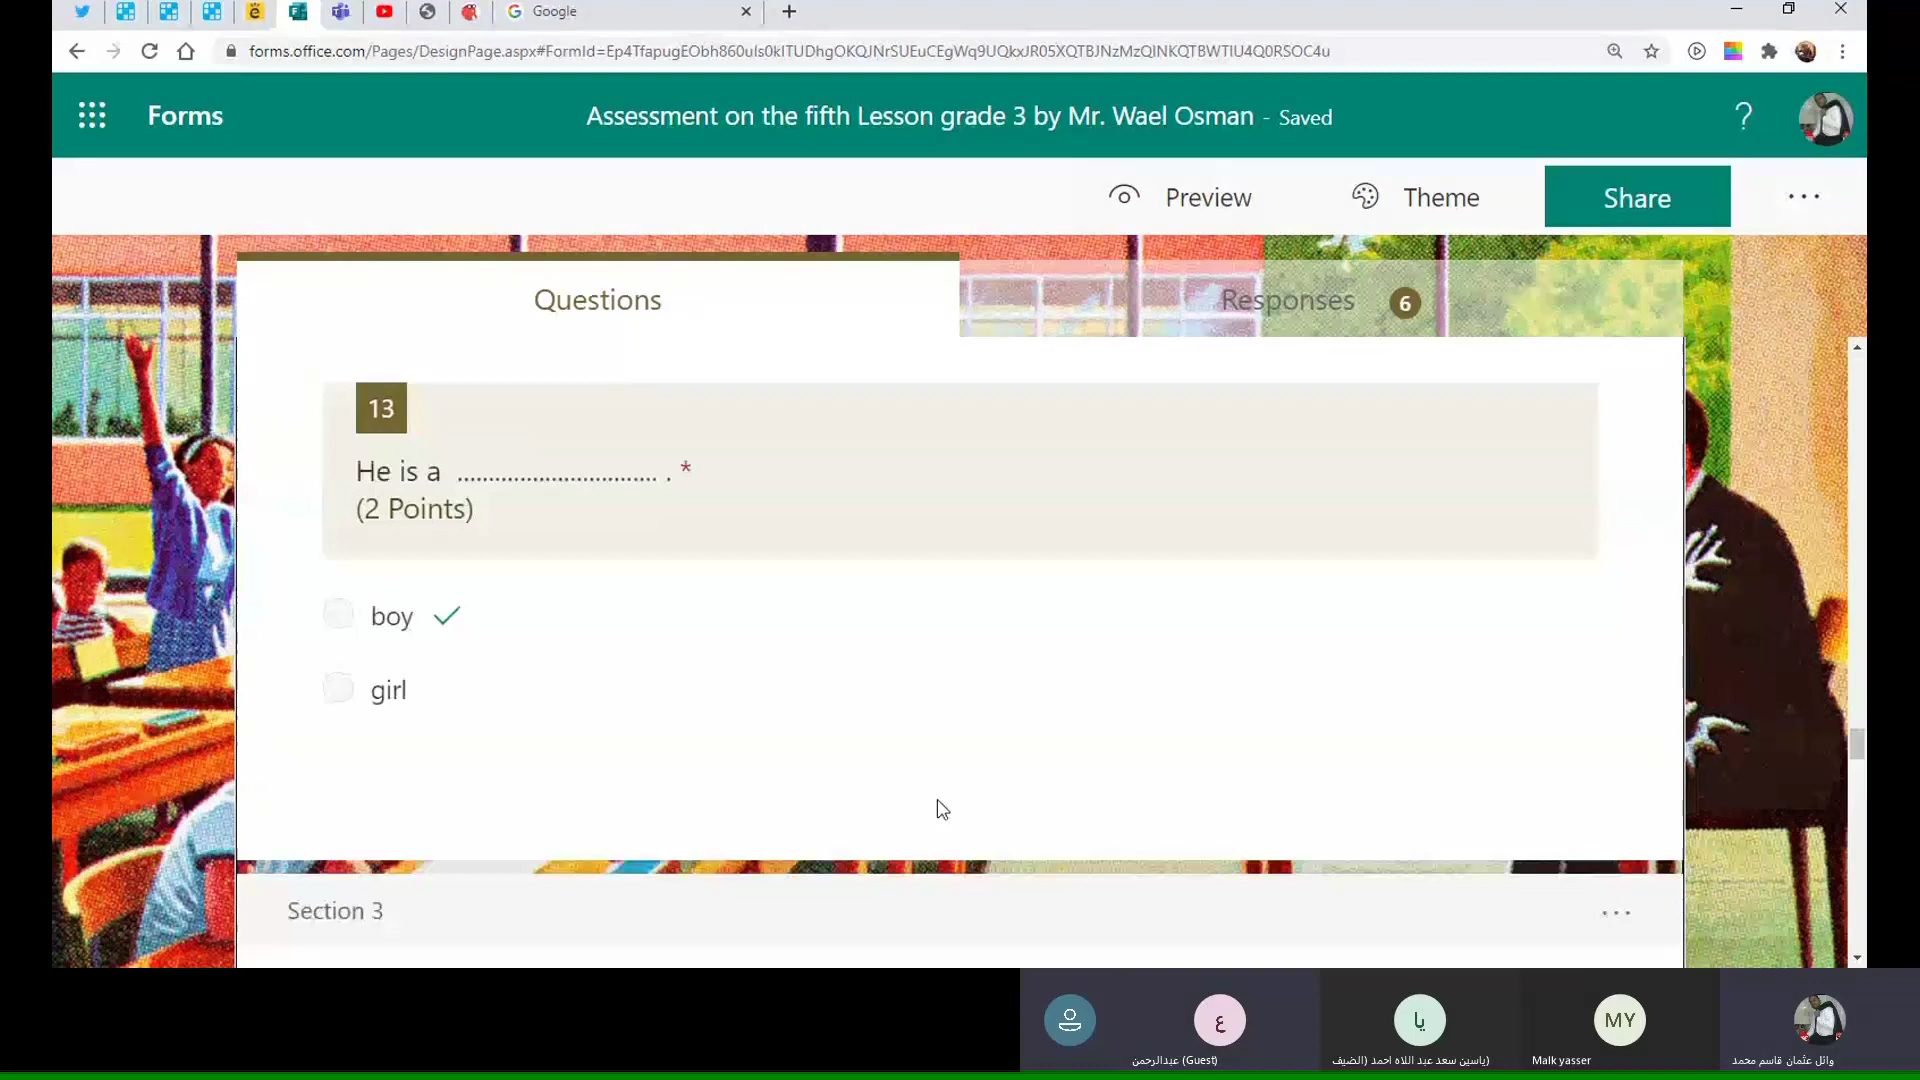 Google
forms.office.com/Pages/DesignPage.aspx#FormId=Ep4TfapugEObh860uls0klTUDhgOKQJNrSUEuCEgWq9UQkxJR05XQTBJNzMzQlNKQTBWTlU4Q0RSOC4u
Forms
Assessment on the fifth Lesson grade 3 by Mr. Wael Osman - Saved
?
Preview
Theme
Share
Questions
Responses 6
13
He is a ................................ . *
(2 Points)
boy
girl
Section 3
ع
يا
MY
عبدالرحمن (Guest)
ياسين سعد عبد اللاه احمد (الضيف)
Malk yasser
وائل عثمان قاسم محمد